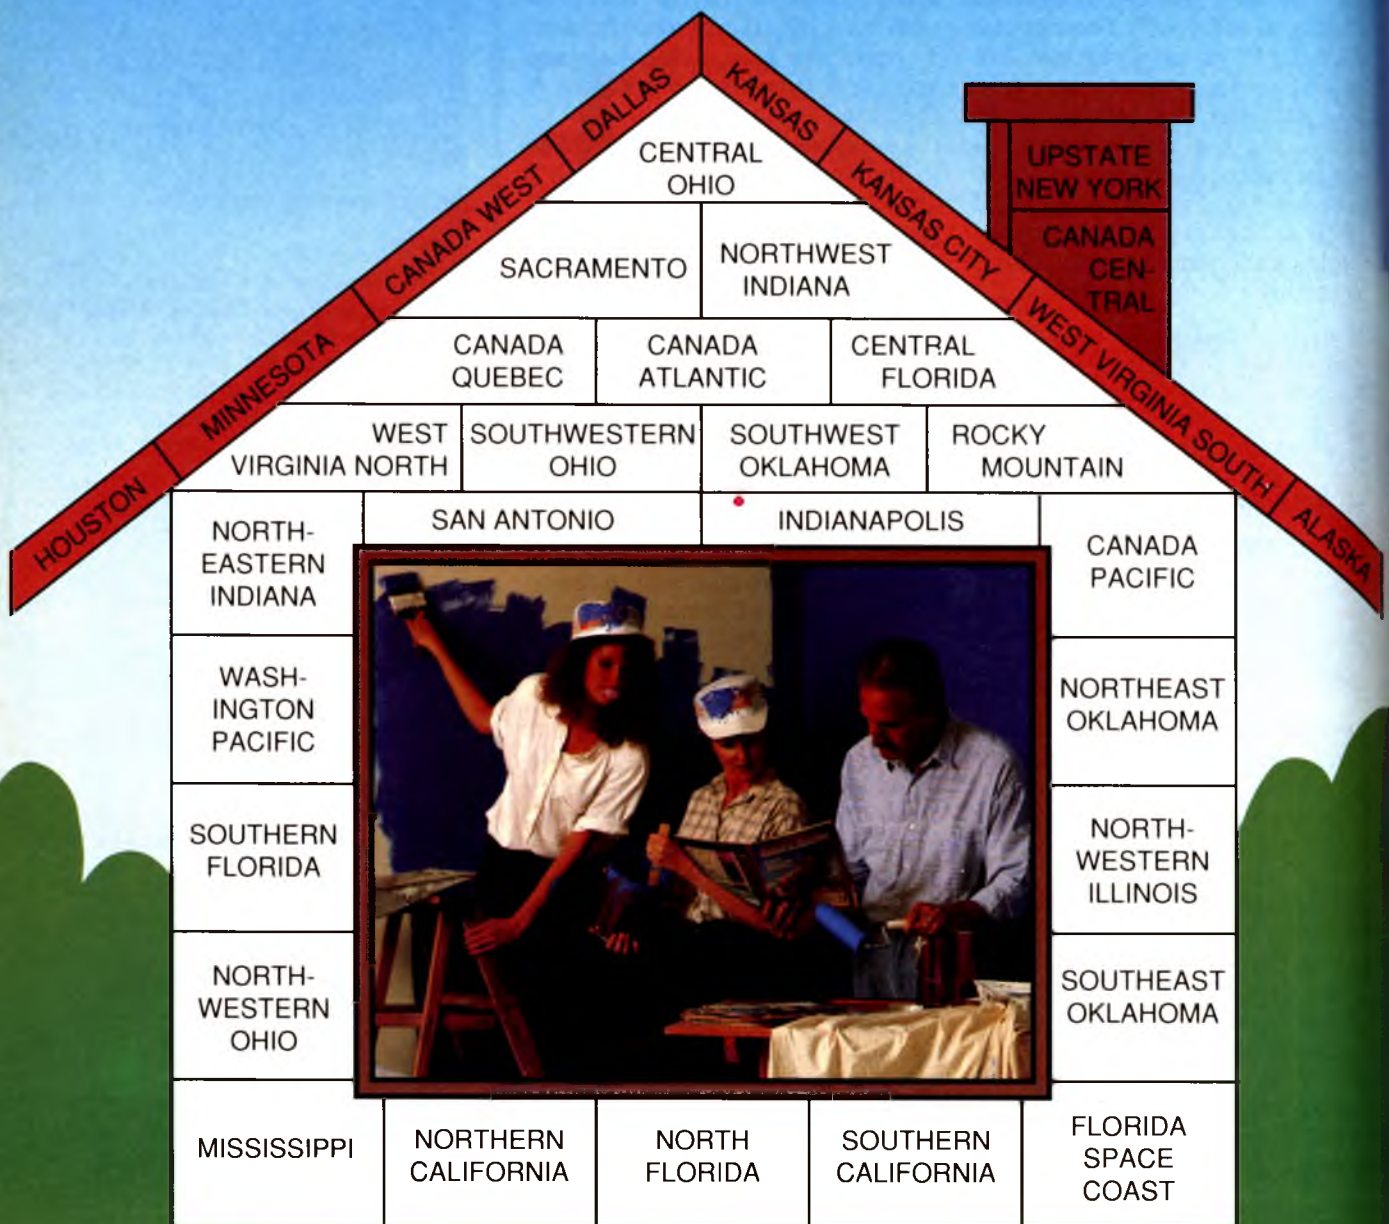 DALLAS
KANSAS
CANADA WEST
KANSAS CITY
MINNESOTA
WEST VIRGINIA SOUTH
HOUSTON
ALASKA
UPSTATE
NEW YORK
CANADA
CEN-
TRAL
CENTRAL
OHIO
SACRAMENTO
NORTHWEST
INDIANA
CANADA
QUEBEC
CANADA
ATLANTIC
CENTRAL
FLORIDA
WEST
VIRGINIA NORTH
SOUTHWESTERN
OHIO
SOUTHWEST
OKLAHOMA
ROCKY
MOUNTAIN
NORTH-
EASTERN
INDIANA
SAN ANTONIO
INDIANAPOLIS
CANADA
PACIFIC
WASH-
INGTON
PACIFIC
NORTHEAST
OKLAHOMA
SOUTHERN
FLORIDA
NORTH-
WESTERN
ILLINOIS
NORTH-
WESTERN
OHIO
SOUTHEAST
OKLAHOMA
MISSISSIPPI
NORTHERN
CALIFORNIA
NORTH
FLORIDA
SOUTHERN
CALIFORNIA
FLORIDA
SPACE
COAST